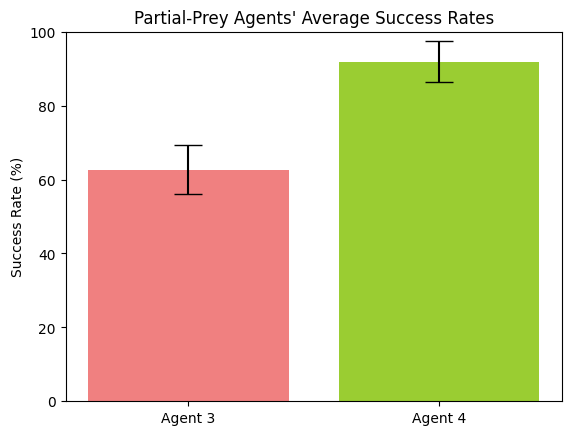 Partial-Prey Agents' Average Success Rates
Success Rate (%)
100
80
60
40
20
0
Agent 3
Agent 4